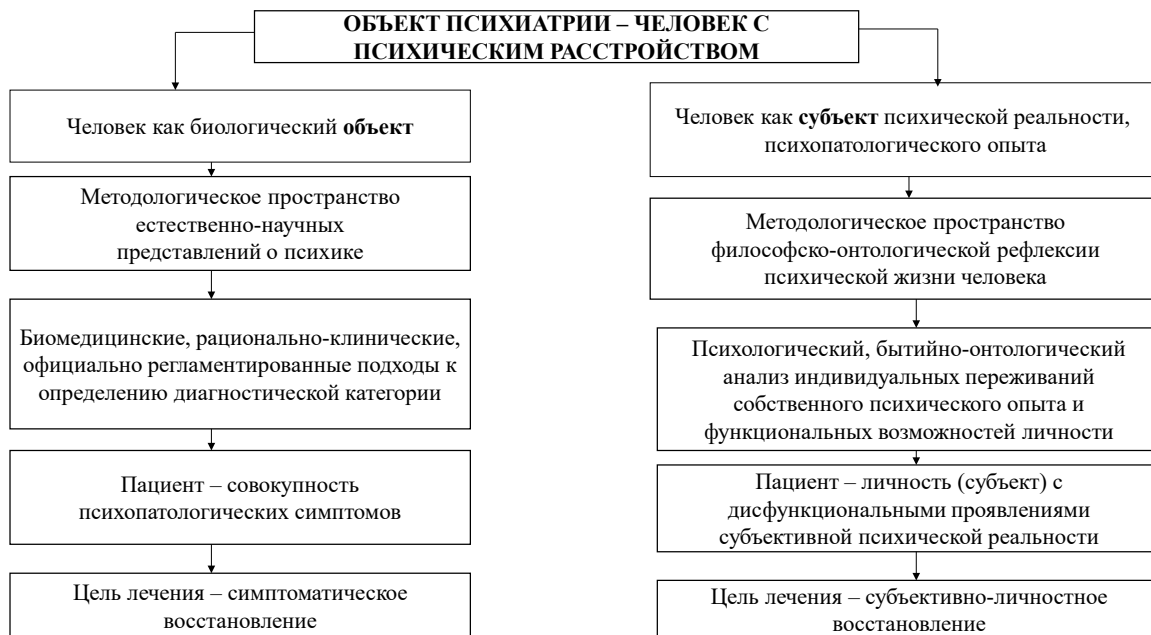 ОБЪЕКТ ПСИХИАТРИИ – ЧЕЛОВЕК С
ПСИХИЧЕСКИМ РАССТРОЙСТВОМ
Человек как биологический объект
Методологическое пространство
естественно-научных
представлений о психике
Биомедицинские, рационально-клинические,
официально регламентированные подходы к
определению диагностической категории
Пациент – совокупность
психопатологических симптомов
Цель лечения – симптоматическое
восстановление
Человек как субъект психической реальности,
психопатологического опыта
Методологическое пространство
философско-онтологической рефлексии
психической жизни человека
Психологический, бытийно-онтологический
анализ индивидуальных переживаний
собственного психического опыта и
функциональных возможностей личности
Пациент – личность (субъект) с
дисфункциональными проявлениями
субъективной психической реальности
Цель лечения – субъективно-личностное
восстановление